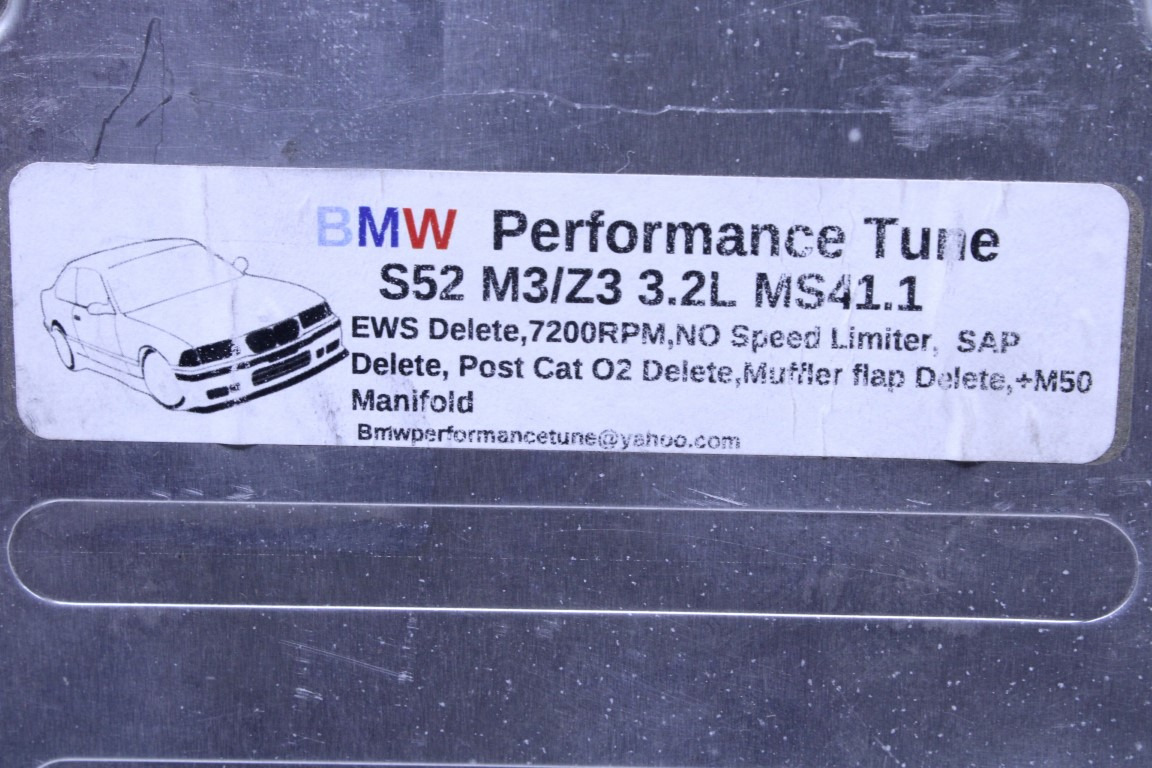 BMW Performance Tune
S52 M3/Z3 3.2L MS41.1
EWS Delete,7200RPM,NO Speed Limiter, SAP
Delete, Post Cat O2 Delete,Muffler flap Delete,+M50
Manifold
Bmwperformancetune@yahoo.com